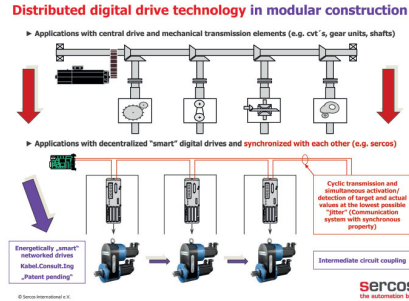 Distributed digital drive technology in modular construction
► Applications with central drive and mechanical transmission elements (e.g. cvt´s, gear units, shafts)
► Applications with decentralized "smart" digital drives and synchronized with each other (e.g. sercos)
Cyclic transmission and
simultaneous activation/
detection of target and actual
values at the lowest possible
"jitter" (Communication
system with synchronous
property)
Energetically „smart"
networked drives
Kabel.Consult.Ing
„Patent pending"
Intermediate circuit coupling
© Sercos International e.V.
sercos
the automation b